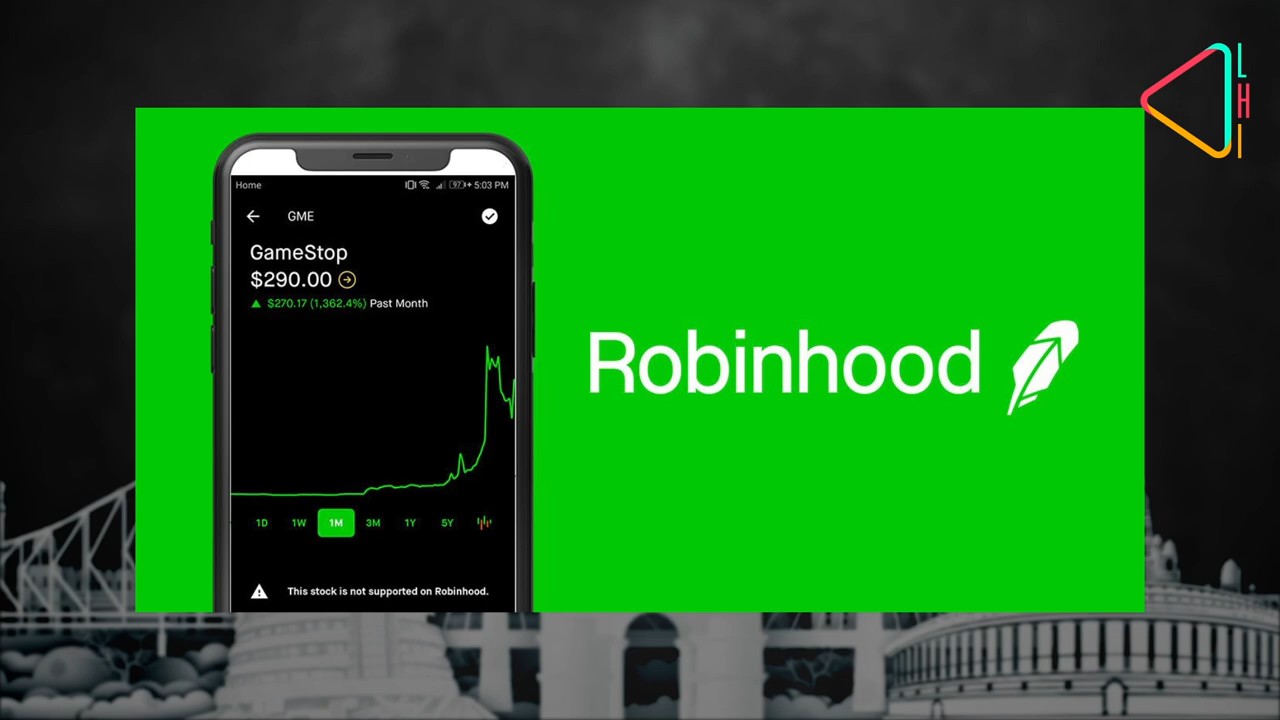 Home
97 5:03 PM
GME
GameStop
$290.00
$270.17 (1,362.4%) Past Month
1D 1W 1M 3M 1Y 5Y
This stock is not supported on Robinhood.
Robinhood
L
H
I